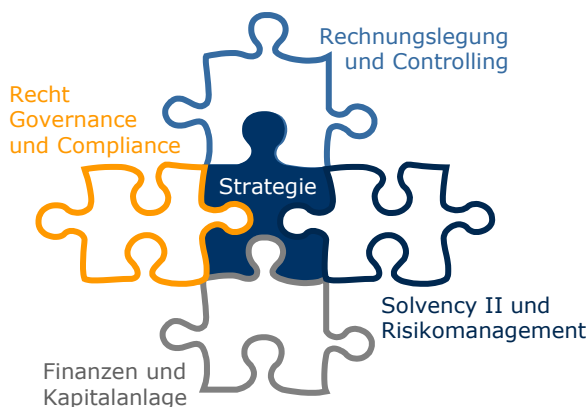 Rechnungslegung
und Controlling
Recht
Governance
und Compliance
Strategie
Solvency II und
Risikomanagement
Finanzen und
Kapitalanlage